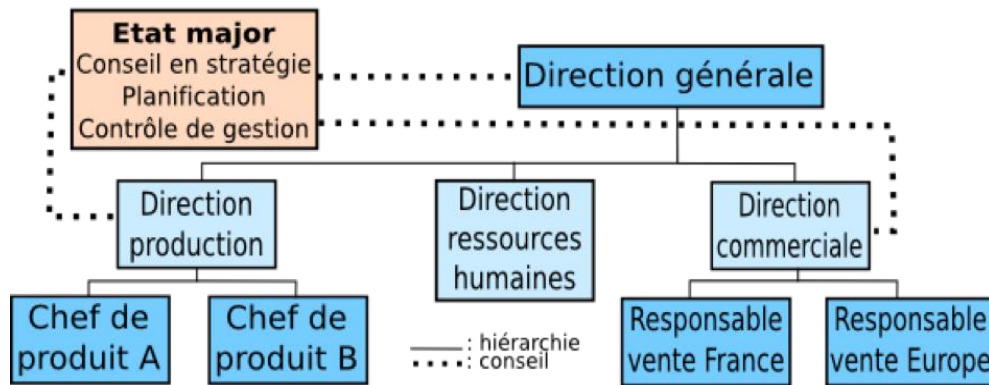 Etat major
Conseil en stratégie
Planification
Contrôle de gestion
Direction générale
Direction
production
Direction
ressources
humaines
Direction
commerciale
Chef de
produit A
Chef de
produit B
: hiérarchie
: conseil
Responsable
vente France
Responsable
vente Europe